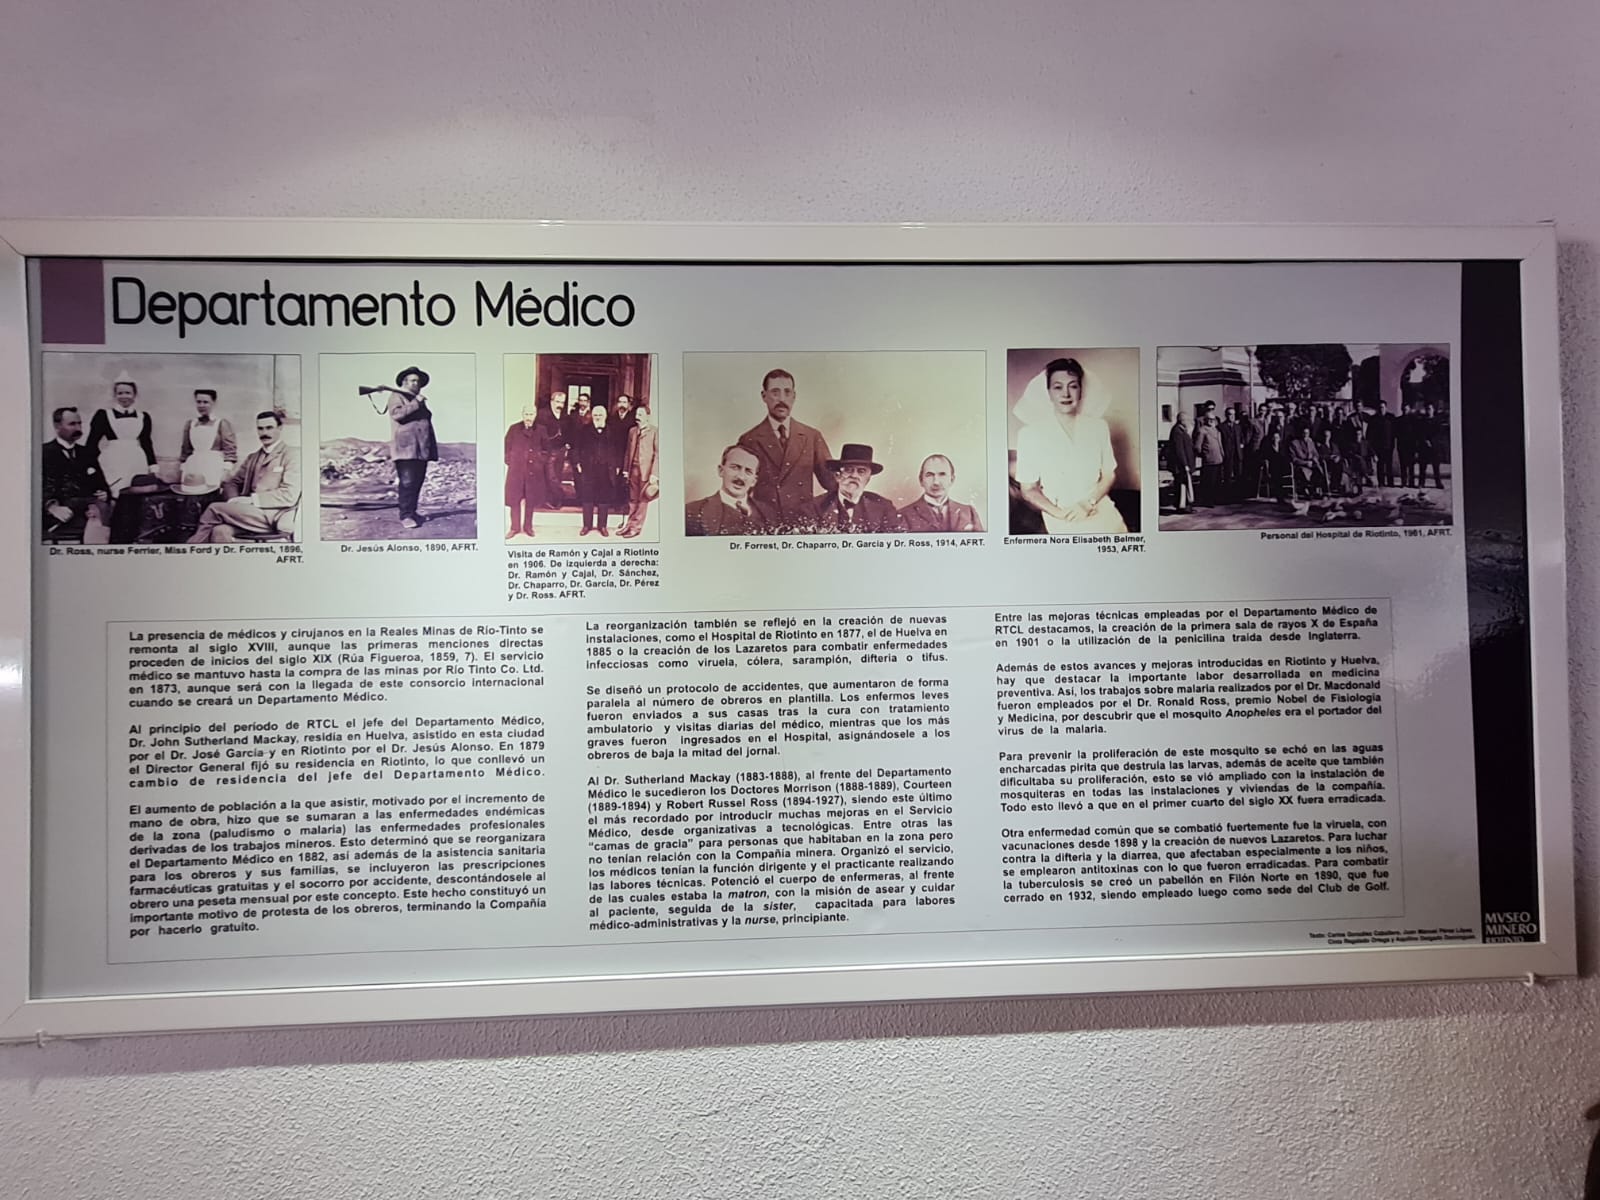 Departamento Médico
Dr. Ross, nurse Ferrier, Miss Ford y Dr. Forrest, 1896,
AFRT.
Dr. Jesús Alonso, 1890, AFRT.
Visita de Ramón y Cajal a Riotinto
en 1906. De izquierda a derecha:
Dr. Ramón y Cajal, Dr. Sánchez,
Dr. Chaparro, Dr. García, Dr. Pérez
y Dr. Ross. AFRT.
Dr. Forrest, Dr. Chaparro, Dr. García y Dr. Ross, 1914, AFRT.
Enfermera Nora Elisabeth Belmer,
1953, AFRT.
Personal del Hospital de Riotinto, 1961, AFRT.
La presencia de médicos y cirujanos en la Reales Minas de Río-Tinto se
remonta al siglo XVIII, aunque las primeras menciones directas
proceden de inicios del siglo XIX (Rúa Figueroa, 1859, 7). El servicio
médico se mantuvo hasta la compra de las minas por Río Tinto Co. Ltd.
en 1873, aunque será con la llegada de este consorcio internacional
cuando se creará un Departamento Médico.
Al principio del período de RTCL el jefe del Departamento Médico,
Dr. John Sutherland Mackay, residía en Huelva, asistido en esta ciudad
por el Dr. José García y en Riotinto por el Dr. Jesús Alonso. En 1879
el Director General fijó su residencia en Riotinto, lo que conllevó un
cambio de residencia del jefe del Departamento Médico.
El aumento de población a la que asistir, motivado por el incremento de
mano de obra, hizo que se sumaran a las enfermedades endémicas
de la zona (paludismo o malaria) las enfermedades profesionales
derivadas de los trabajos mineros. Esto determinó que se reorganizara
el Departamento Médico en 1882, así además de la asistencia sanitaria
para los obreros y sus familias, se incluyeron las prescripciones
farmacéuticas gratuitas y el socorro por accidente, descontándosele al
obrero una peseta mensual por este concepto. Este hecho constituyó un
importante motivo de protesta de los obreros, terminando la Compañía
por hacerlo gratuito.
La reorganización también se reflejó en la creación de nuevas
instalaciones, como el Hospital de Riotinto en 1877, el de Huelva en
1885 o la creación de los Lazaretos para combatir enfermedades
infecciosas como viruela, cólera, sarampión, difteria o tifus.
Se diseñó un protocolo de accidentes, que aumentaron de forma
paralela al número de obreros en plantilla. Los enfermos leves
fueron enviados a sus casas tras la cura con tratamiento
ambulatorio y visitas diarias del médico, mientras que los más
graves fueron ingresados en el Hospital, asignándosele a los
obreros de baja la mitad del jornal.
Al Dr. Sutherland Mackay (1883-1888), al frente del Departamento
Médico le sucedieron los Doctores Morrison (1888-1889), Courteen
(1889-1894) y Robert Russel Ross (1894-1927), siendo este último
el más recordado por introducir muchas mejoras en el Servicio
Médico, desde organizativas a tecnológicas. Entre otras las
“camas de gracia” para personas que habitaban en la zona pero
no tenían relación con la Compañía minera. Organizó el servicio,
los médicos tenían la función dirigente y el practicante realizando
las labores técnicas. Potenció el cuerpo de enfermeras, al frente
de las cuales estaba la matron, con la misión de asear y cuidar
al paciente, seguida de la sister, capacitada para labores
médico-administrativas y la nurse, principiante.
Entre las mejoras técnicas empleadas por el Departamento Médico de
RTCL destacamos, la creación de la primera sala de rayos X de España
en 1901 o la utilización de la penicilina traida desde Inglaterra.
Además de estos avances y mejoras introducidas en Riotinto y Huelva,
hay que destacar la importante labor desarrollada en medicina
preventiva. Así, los trabajos sobre malaria realizados por el Dr. Macdonald
fueron empleados por el Dr. Ronald Ross, premio Nobel de Fisiología
y Medicina, por descubrir que el mosquito Anopheles era el portador del
virus de la malaria.
Para prevenir la proliferación de este mosquito se echó en las aguas
encharcadas pirita que destruía las larvas, además de aceite que también
dificultaba su proliferación, esto se vió ampliado con la instalación de
mosquiteras en todas las instalaciones y viviendas de la compañía.
Todo esto llevó a que en el primer cuarto del siglo XX fuera erradicada.
Otra enfermedad común que se combatió fuertemente fue la viruela, con
vacunaciones desde 1898 y la creación de nuevos Lazaretos. Para luchar
contra la difteria y la diarrea, que afectaban especialmente a los niños,
se emplearon antitoxinas con lo que fueron erradicadas. Para combatir
la tuberculosis se creó un pabellón en Filón Norte en 1890, que fue
cerrado en 1932, siendo empleado luego como sede del Club de Golf.
Texto: Carlos González Caballero, Juan Manuel Pérez López,
Cinta Regalado Ortega y Aquilino Delgado Domínguez.
MVSEO
MINERO
RIOTINTO